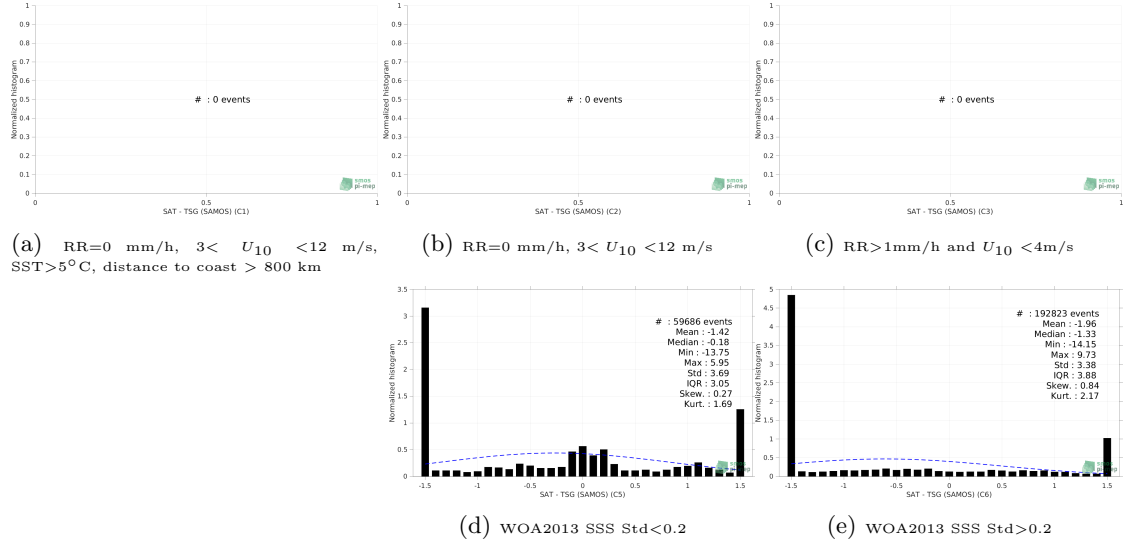 Normalized histogram
1
0.9
0.8
0.7
0.6
0.5
0.4
0.3
0.2
0.1
0
# : 0 events
smos
pi-mep
0 0.5 1
SAT - TSG (SAMOS) (C1)
Normalized histogram
1
0.9
0.8
0.7
0.6
0.5
0.4
0.3
0.2
0.1
0
# : 0 events
smos
pi-mep
0 0.5 1
SAT - TSG (SAMOS) (C2)
Normalized histogram
1
0.9
0.8
0.7
0.6
0.5
0.4
0.3
0.2
0.1
0
# : 0 events
smos
pi-mep
0 0.5 1
SAT - TSG (SAMOS) (C3)
(a) RR=0 mm/h, 3< U10 <12 m/s,
SST>5°C, distance to coast > 800 km
(b) RR=0 mm/h, 3< U10 <12 m/s
(c) RR>1mm/h and U10 <4m/s
Normalized histogram
3.5
3
2.5
2
1.5
1
0.5
0
# : 59686 events
Mean : -1.42
Median : -0.18
Min : -13.75
Max : 5.95
Std : 3.69
IQR : 3.05
Skew. : 0.27
Kurt. : 1.69
smos
pi-mep
-1.5 -1 -0.5 0 0.5 1 1.5
SAT - TSG (SAMOS) (C5)
Normalized histogram
5
4.5
4
3.5
3
2.5
2
1.5
1
0.5
0
# : 192823 events
Mean : -1.96
Median : -1.33
Min : -14.15
Max : 9.73
Std : 3.38
IQR : 3.88
Skew. : 0.84
Kurt. : 2.17
smos
pi-mep
-1.5 -1 -0.5 0 0.5 1 1.5
SAT - TSG (SAMOS) (C6)
(d) WOA2013 SSS Std<0.2
(e) WOA2013 SSS Std>0.2